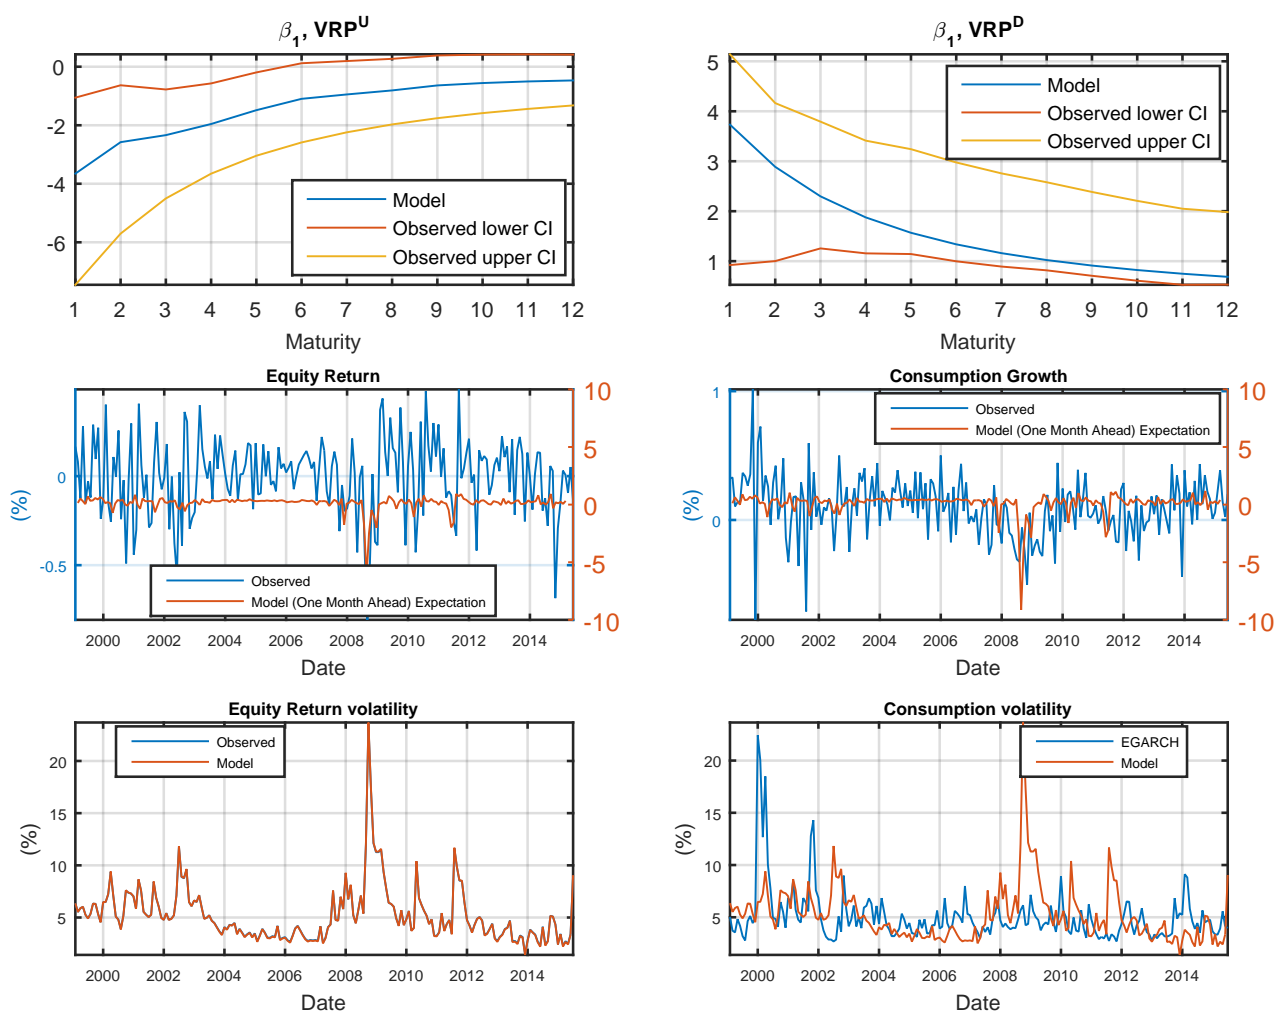 β1, VRP^U
0
-2
-4
-6
Model
Observed lower CI
Observed upper CI
1 2 3 4 5 6 7 8 9 10 11 12
Maturity
β1, VRP^D
5
4
3
2
1
Model
Observed lower CI
Observed upper CI
1 2 3 4 5 6 7 8 9 10 11 12
Maturity
Equity Return
(%)
0
-0.5
10
5
0
-5
-10
Observed
Model (One Month Ahead) Expectation
2000 2002 2004 2006 2008 2010 2012 2014
Date
Consumption Growth
(%)
1
0
10
5
0
-5
-10
Observed
Model (One Month Ahead) Expectation
2000 2002 2004 2006 2008 2010 2012 2014
Date
Equity Return volatility
(%)
20
15
10
5
Observed
Model
2000 2002 2004 2006 2008 2010 2012 2014
Date
Consumption volatility
(%)
20
15
10
5
EGARCH
Model
2000 2002 2004 2006 2008 2010 2012 2014
Date